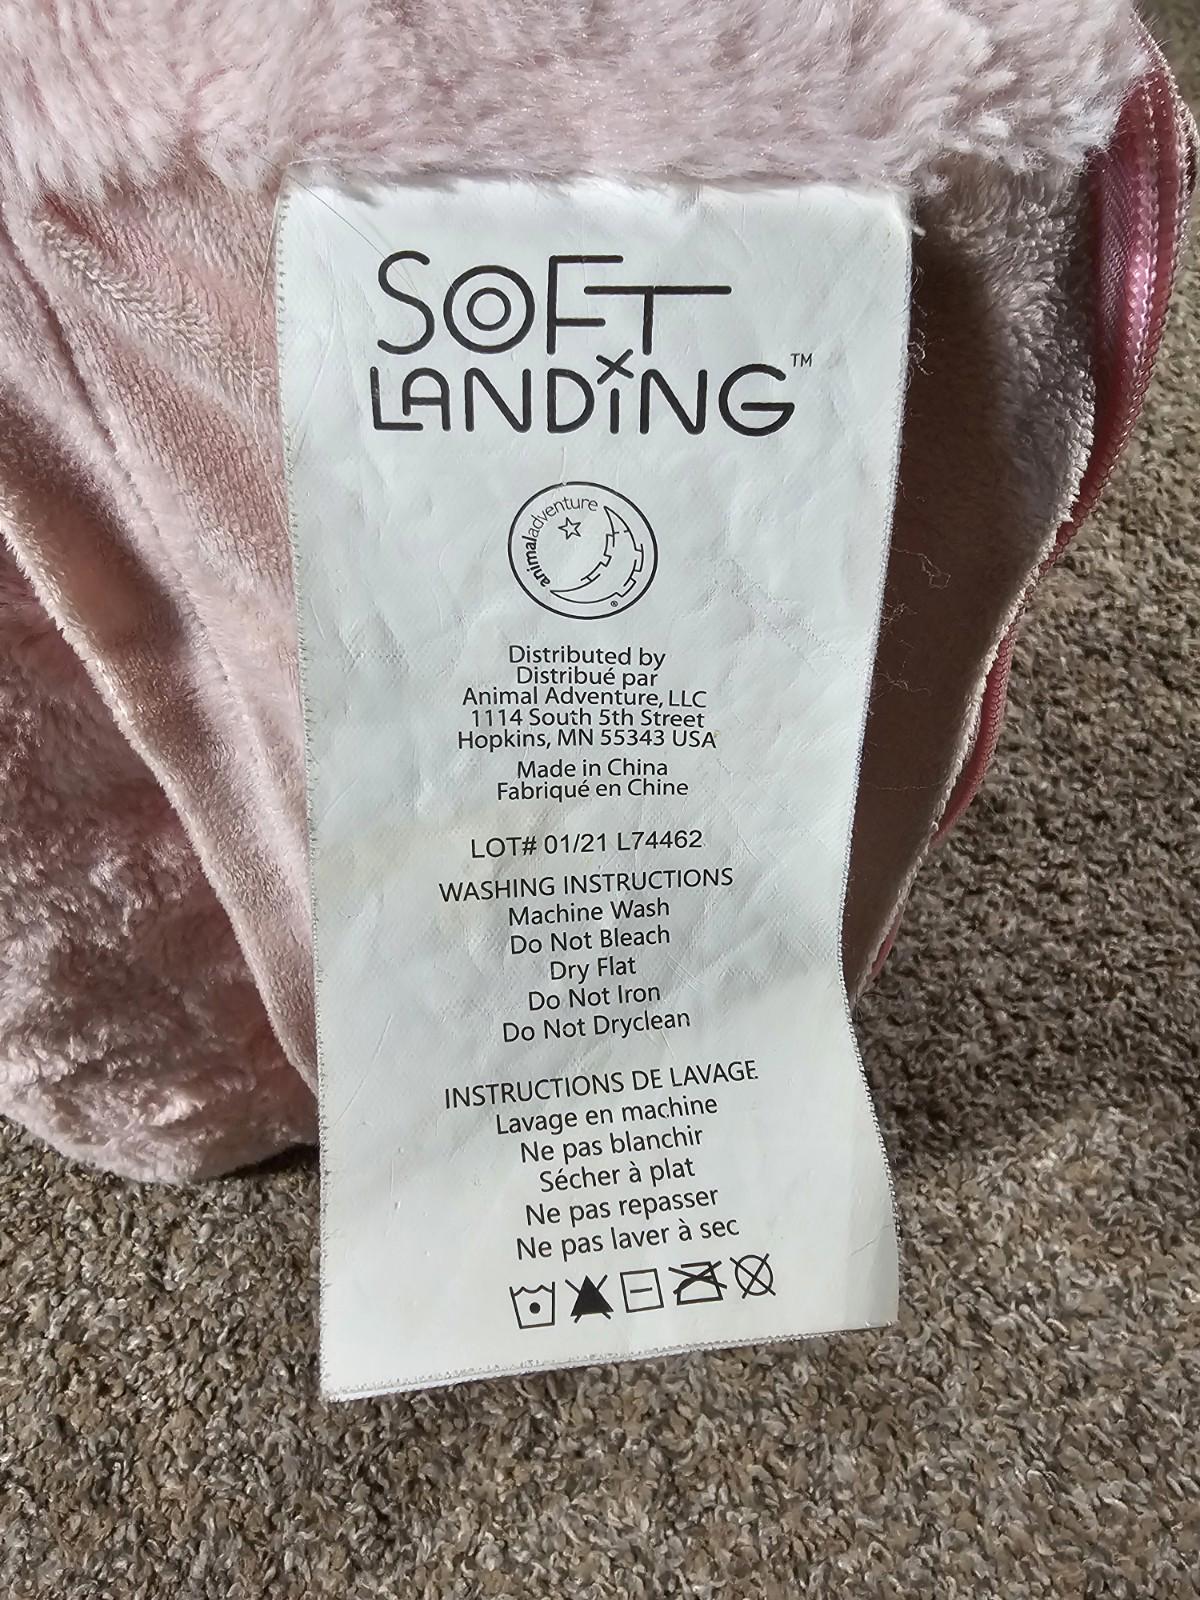 SOFT
LANDING™
animaladventure
®
Distributed by
Distribué par
Animal Adventure, LLC
1114 South 5th Street
Hopkins, MN 55343 USA
Made in China
Fabriqué en Chine
LOT# 01/21 L74462
WASHING INSTRUCTIONS
Machine Wash
Do Not Bleach
Dry Flat
Do Not Iron
Do Not Dryclean
INSTRUCTIONS DE LAVAGE
Lavage en machine
Ne pas blanchir
Sécher à plat
Ne pas repasser
Ne pas laver à sec